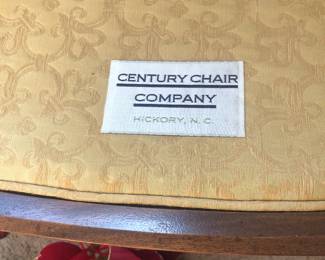 CENTURY CHAIR
COMPANY
HICKORY, N. C.